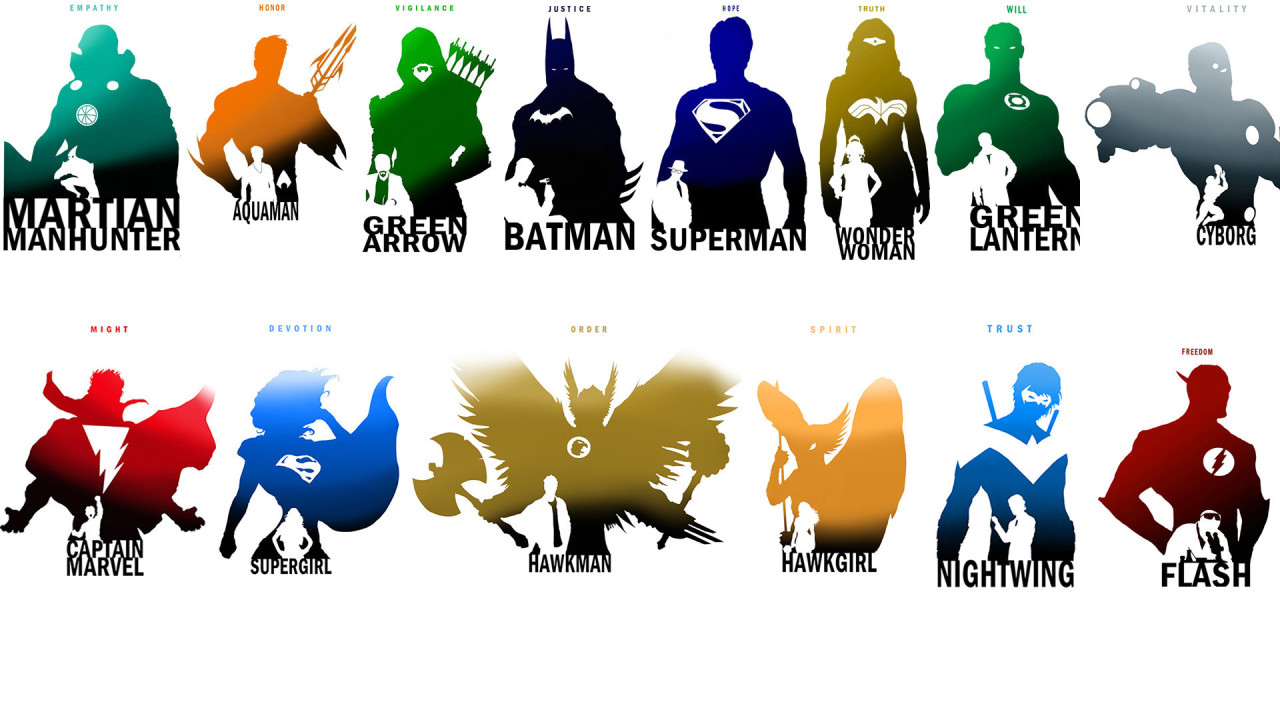 EMPATHY
HONOR
VIGILANCE
JUSTICE
HOPE
TRUTH
WILL
VITALITY
MARTIAN
MANHUNTER
AQUAMAN
GREEN
ARROW
BATMAN
SUPERMAN
WONDER
WOMAN
GREEN
LANTERN
CYBORG
MIGHT
DEVOTION
ORDER
SPIRIT
TRUST
FREEDOM
CAPTAIN
MARVEL
SUPERGIRL
HAWKMAN
HAWKGIRL
NIGHTWING
FLASH